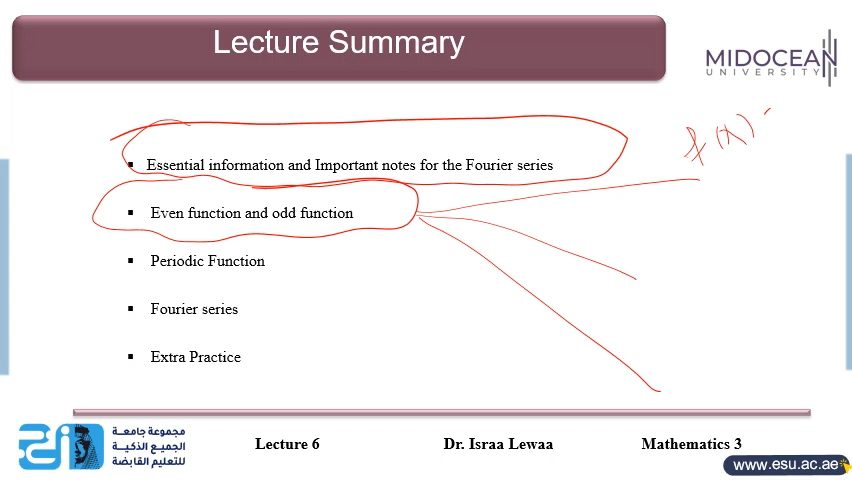 Lecture Summary
MIDOCEAN
UNIVERSITY
f(x)
▪ Essential information and Important notes for the Fourier series
▪ Even function and odd function
▪ Periodic Function
▪ Fourier series
▪ Extra Practice
مجموعة جامعة
الجميع الذكية
للتعليم القابضة
Lecture 6 Dr. Israa Lewaa Mathematics 3
www.esu.ac.ae